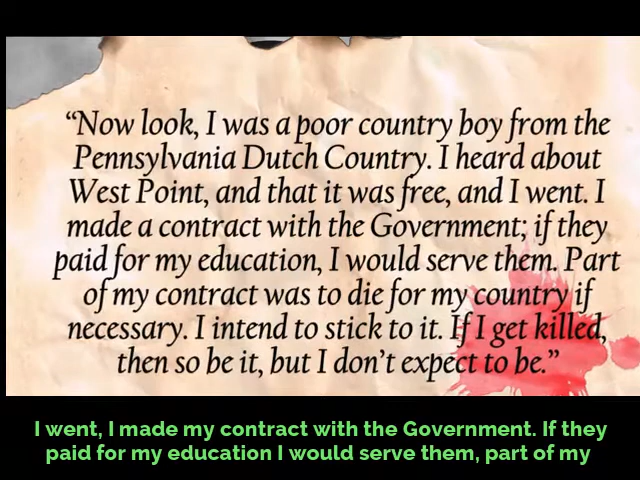 “Now look, I was a poor country boy from the
Pennsylvania Dutch Country. I heard about
West Point, and that it was free, and I went. I
made a contract with the Government; if they
paid for my education, I would serve them. Part
of my contract was to die for my country if
necessary. I intend to stick to it. If I get killed,
then so be it, but I don’t expect to be.”
I went, I made my contract with the Government. If they
paid for my education I would serve them, part of my